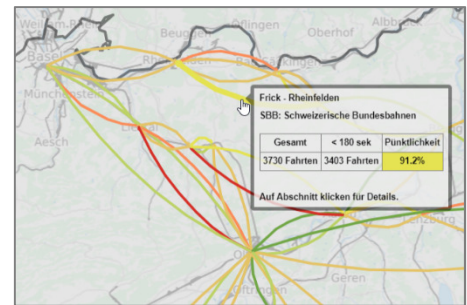 Beuggen
Oberhof
Basel
Münchenstein
Aesch
Frick - Rheinfelden
SBB: Schweizerische Bundesbahnen
Gesamt < 180 sek Pünktlichkeit
3730 Fahrten 3403 Fahrten 91.2%
Auf Abschnitt klicken für Details.
Geren